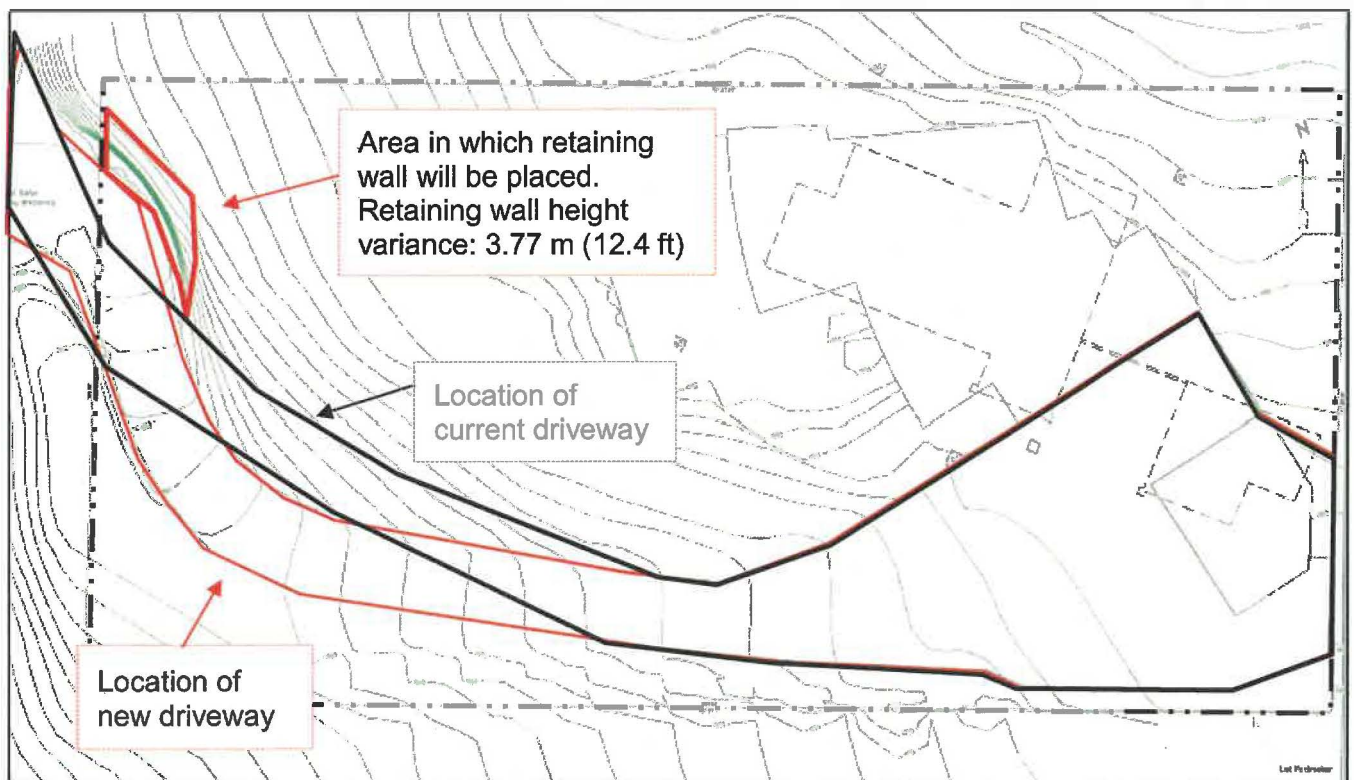 Area in which retaining
wall will be placed.
Retaining wall height
variance: 3.77 m (12.4 ft)
N
Location of
current driveway
Location of
new driveway